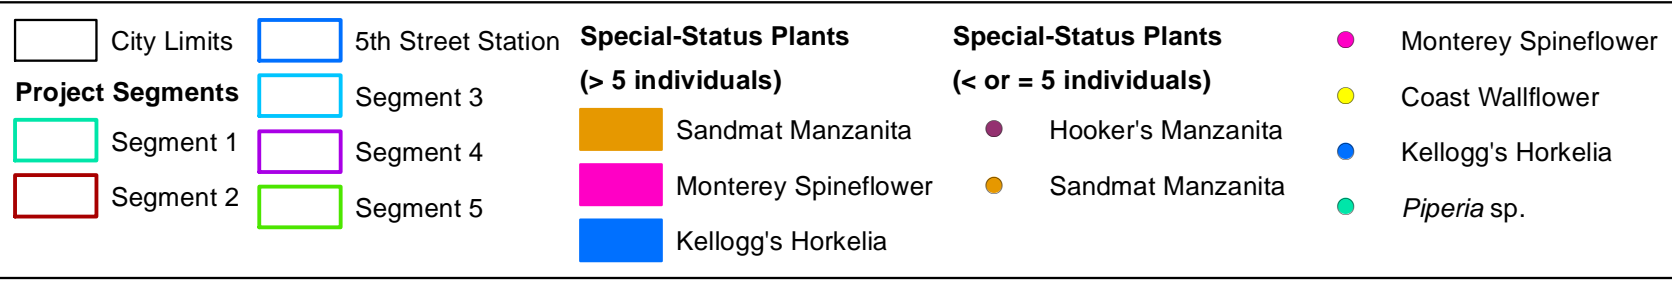 City Limits
Project Segments
Segment 1
Segment 2
5th Street Station
Segment 3
Segment 4
Segment 5
Special-Status Plants
(> 5 individuals)
Sandmat Manzanita
Monterey Spineflower
Kellogg's Horkelia
Special-Status Plants
(< or = 5 individuals)
Hooker's Manzanita
Sandmat Manzanita
Monterey Spineflower
Coast Wallflower
Kellogg's Horkelia
Piperia sp.